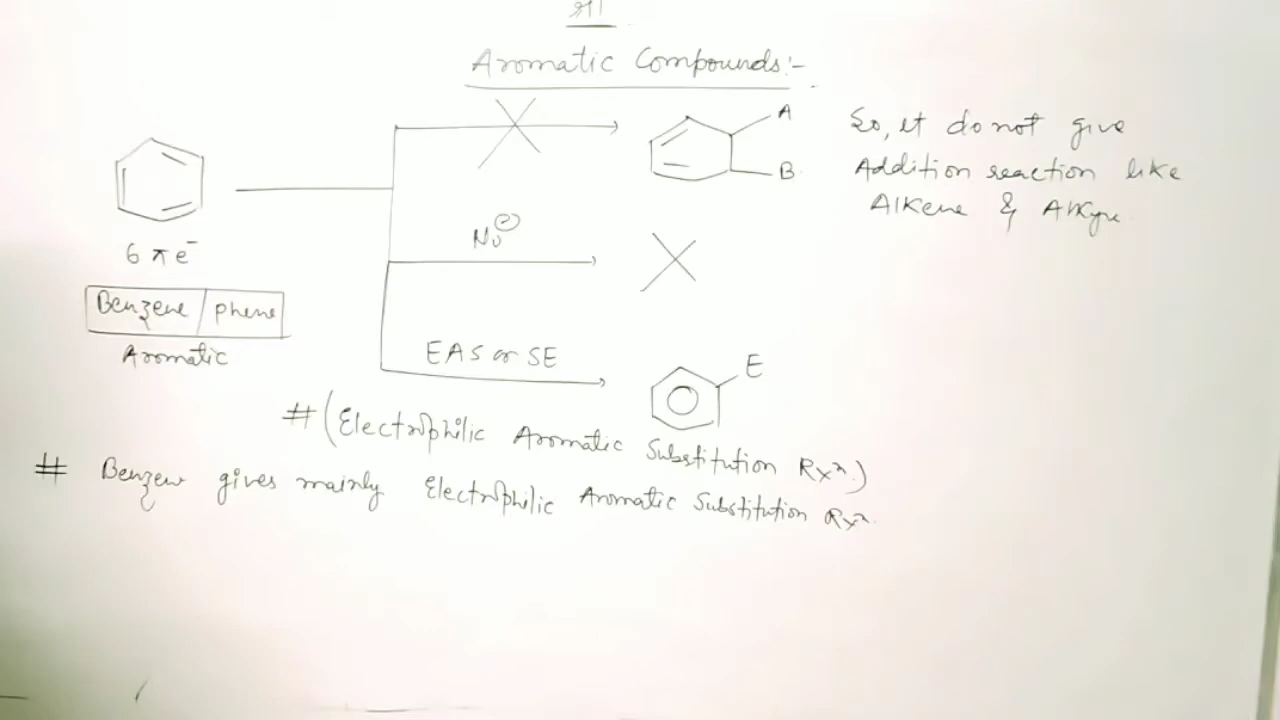 श्री
Aromatic Compounds:-
A
B
So, it do not give
Addition reaction like
Alkene & Alkyne
6 π e⁻
Nu⊖
Benzene / phene
Aromatic
EAS or SE
E
# (Electrophilic Aromatic Substitution Rxⁿ.)
# Benzene gives mainly Electrophilic Aromatic Substitution Rxⁿ.